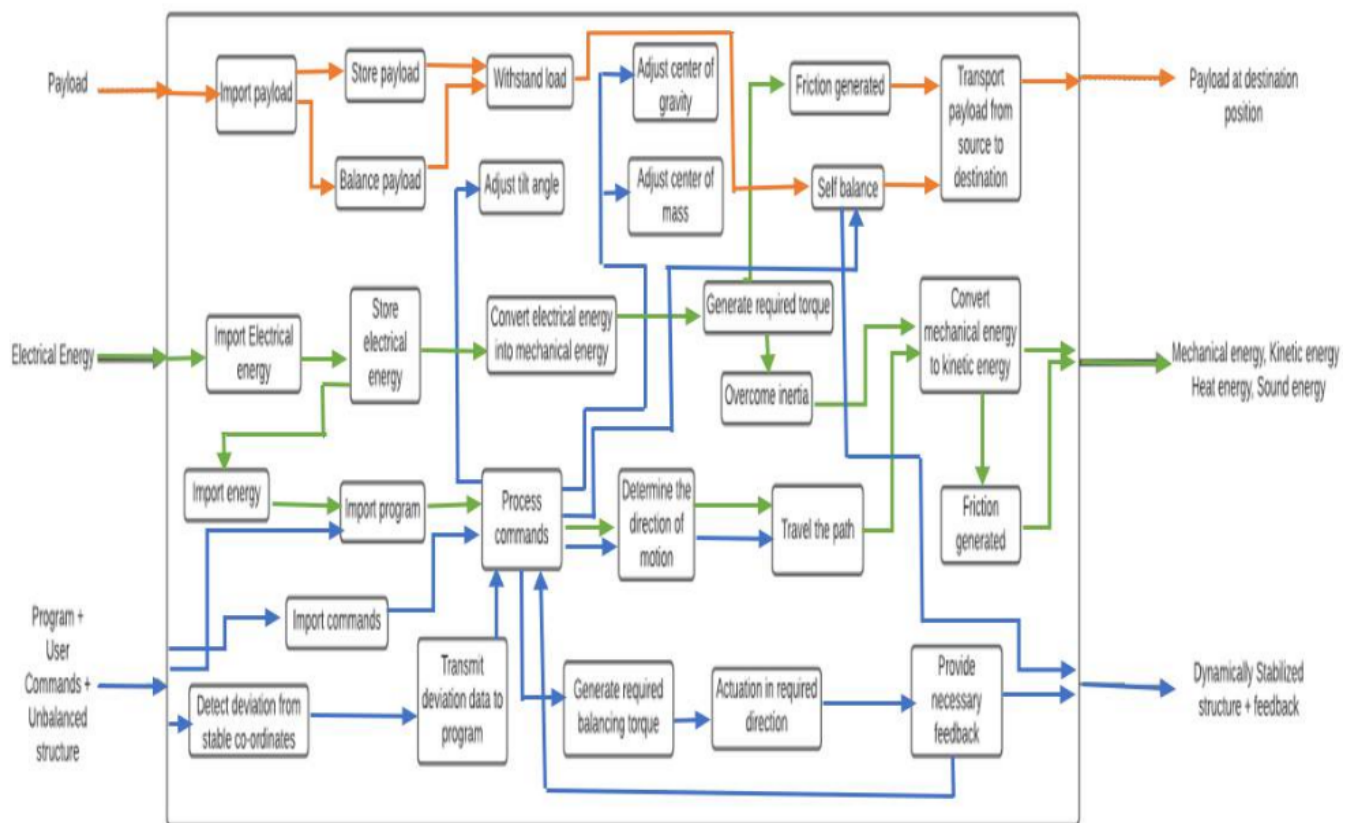 Payload
Import payload
Store payload
Balance payload
Withstand load
Adjust tilt angle
Adjust center of
gravity
Adjust center of
mass
Friction generated
Self balance
Transport
payload from
source to
destination
Payload at destination
position
Electrical Energy
Import Electrical
energy
Store
electrical
energy
Convert electrical energy
into mechanical energy
Generate required torque
Overcome inertia
Convert
mechanical energy
to kinetic energy
Mechanical energy, Kinetic energy
Heat energy, Sound energy
Import energy
Import program
Process
commands
Determine the
direction of
motion
Travel the path
Friction
generated
Program +
User
Commands +
Unbalanced
structure
Import commands
Detect deviation from
stable co-ordinates
Transmit
deviation data to
program
Generate required
balancing torque
Actuation in required
direction
Provide
necessary
feedback
Dynamically Stabilized
structure + feedback